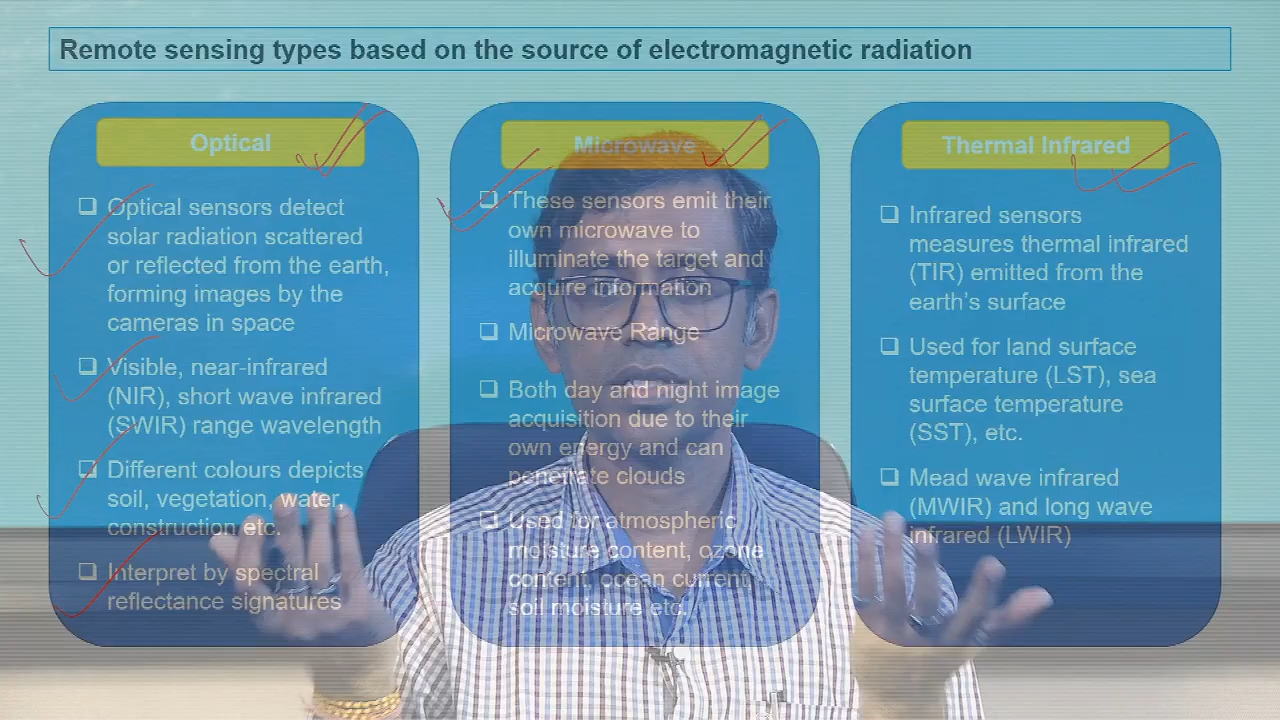 Remote sensing types based on the source of electromagnetic radiation
Optical
❑ Optical sensors detect
solar radiation scattered
or reflected from the earth,
forming images by the
cameras in space
❑ Visible, near-infrared
(NIR), short wave infrared
(SWIR) range wavelength
❑ Different colours depicts
soil, vegetation, water,
construction etc.
❑ Interpret by spectral
reflectance signatures
Microwave
❑ These sensors emit their
own microwave to
illuminate the target and
acquire information
❑ Microwave Range
❑ Both day and night image
acquisition due to their
own energy and can
penetrate clouds
❑ Used for atmospheric
moisture content, ozone
content, ocean current,
soil moisture etc.
Thermal Infrared
❑ Infrared sensors
measures thermal infrared
(TIR) emitted from the
earth's surface
❑ Used for land surface
temperature (LST), sea
surface temperature
(SST), etc.
❑ Mead wave infrared
(MWIR) and long wave
infrared (LWIR)